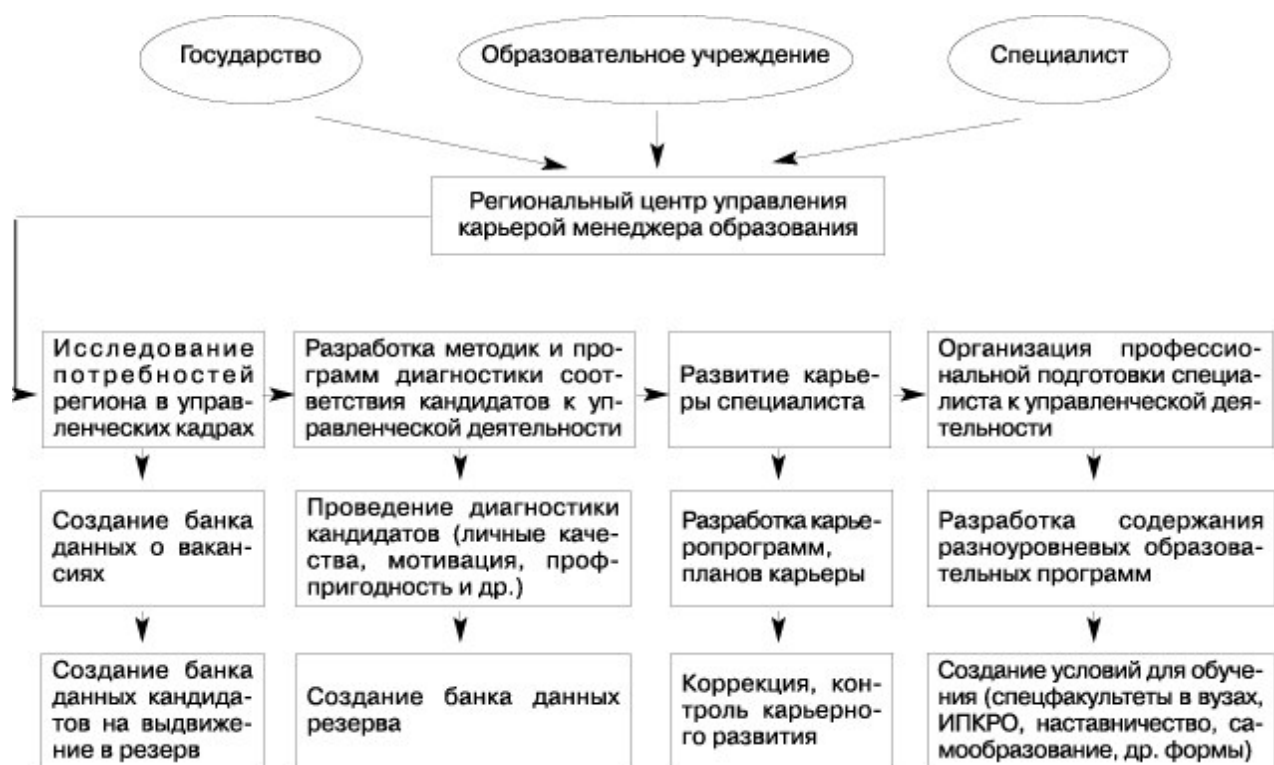 Государство
Образовательное учреждение
Специалист
Региональный центр управления
карьерой менеджера образования
Исследование
потребностей
региона в управ-
ленческих кадрах
Разработка методик и про-
грамм диагностики соот-
ветствия кандидатов к уп-
равленческой деятельности
Развитие карье-
ры специалиста
Организация профессио-
нальной подготовки специа-
листа к управленческой дея-
тельности
Создание банка
данных о вакан-
сиях
Проведение диагностики
кандидатов (личные каче-
ства, мотивация, проф-
пригодность и др.)
Разработка карье-
ропрограмм,
планов карьеры
Разработка содержания
разноуровневых образова-
тельных программ
Создание банка
данных кандида-
тов на выдвиже-
ние в резерв
Создание банка данных
резерва
Коррекция, кон-
троль карьерно-
го развития
Создание условий для обуче-
ния (спецфакультеты в вузах,
ИПКРО, наставничество, са-
мообразование, др. формы)